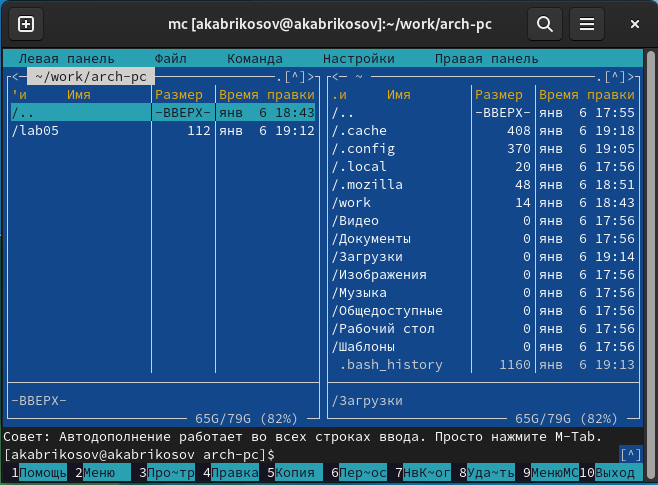 mc [akabrikosov@akabrikosov]:~/work/arch-pc
Левая панель Файл Команда Настройки Правая панель
<─ ~/work/arch-pc ─.[^]>
'и Имя Размер Время правки
/.. -ВВЕРХ- янв 6 18:43
/lab05 112 янв 6 19:12
-ВВЕРХ-
65G/79G (82%)
<─ ~ ─.[^]>
.и Имя Размер Время правки
/.. -ВВЕРХ- янв 6 17:55
/.cache 408 янв 6 19:18
/.config 370 янв 6 19:05
/.local 20 янв 6 17:56
/.mozilla 48 янв 6 18:51
/work 14 янв 6 18:43
/Видео 0 янв 6 17:56
/Документы 0 янв 6 17:56
/Загрузки 0 янв 6 19:14
/Изображения 0 янв 6 17:56
/Музыка 0 янв 6 17:56
/Общедоступные 0 янв 6 17:56
/Рабочий стол 0 янв 6 17:56
/Шаблоны 0 янв 6 17:56
.bash_history 1160 янв 6 19:13
/Загрузки
65G/79G (82%)
Совет: Автодополнение работает во всех строках ввода. Просто нажмите M-Tab.
[akabrikosov@akabrikosov arch-pc]$ [^]
1Помощь 2Меню 3Про~тр 4Правка 5Копия 6Пер~ос 7НвК~ог 8Уда~ть 9МенюМС 10Выход